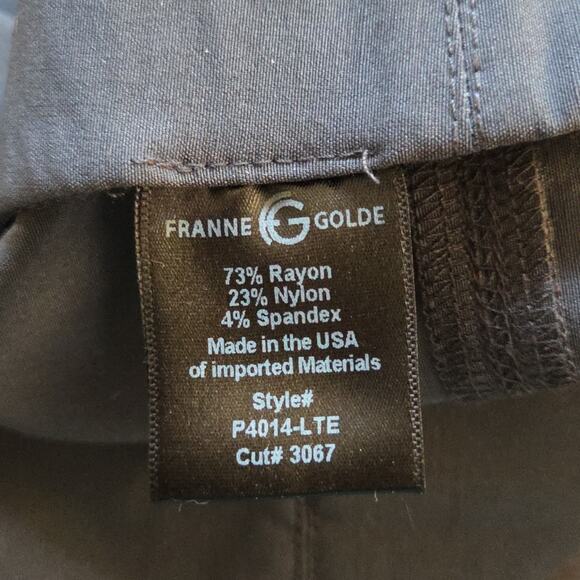 FRANNE FG GOLDE
73% Rayon
23% Nylon
4% Spandex
Made in the USA
of imported Materials
Style#
P4014-LTE
Cut# 3067